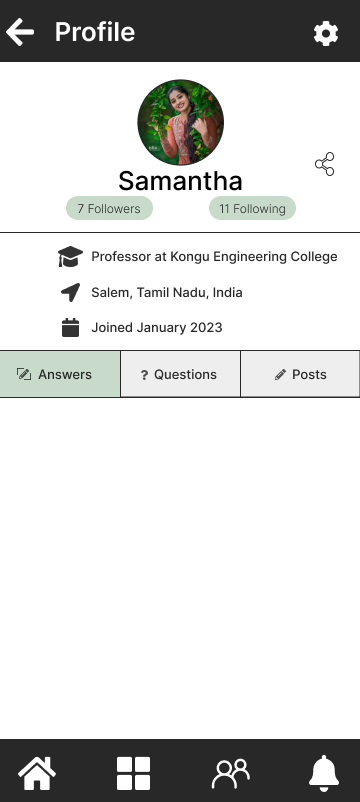 Profile
Samantha
7 Followers
11 Following
Professor at Kongu Engineering College
Salem, Tamil Nadu, India
Joined January 2023
Answers
? Questions
Posts